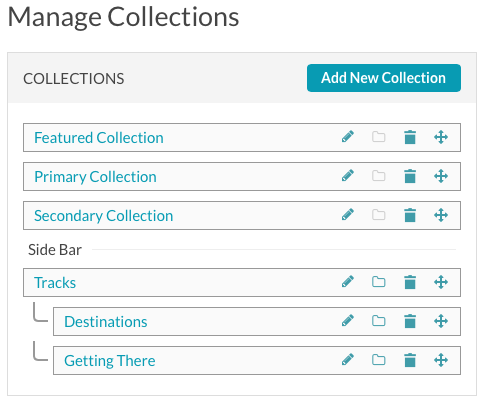 Manage Collections
COLLECTIONS
Add New Collection
Featured Collection
Primary Collection
Secondary Collection
Side Bar
Tracks
Destinations
Getting There